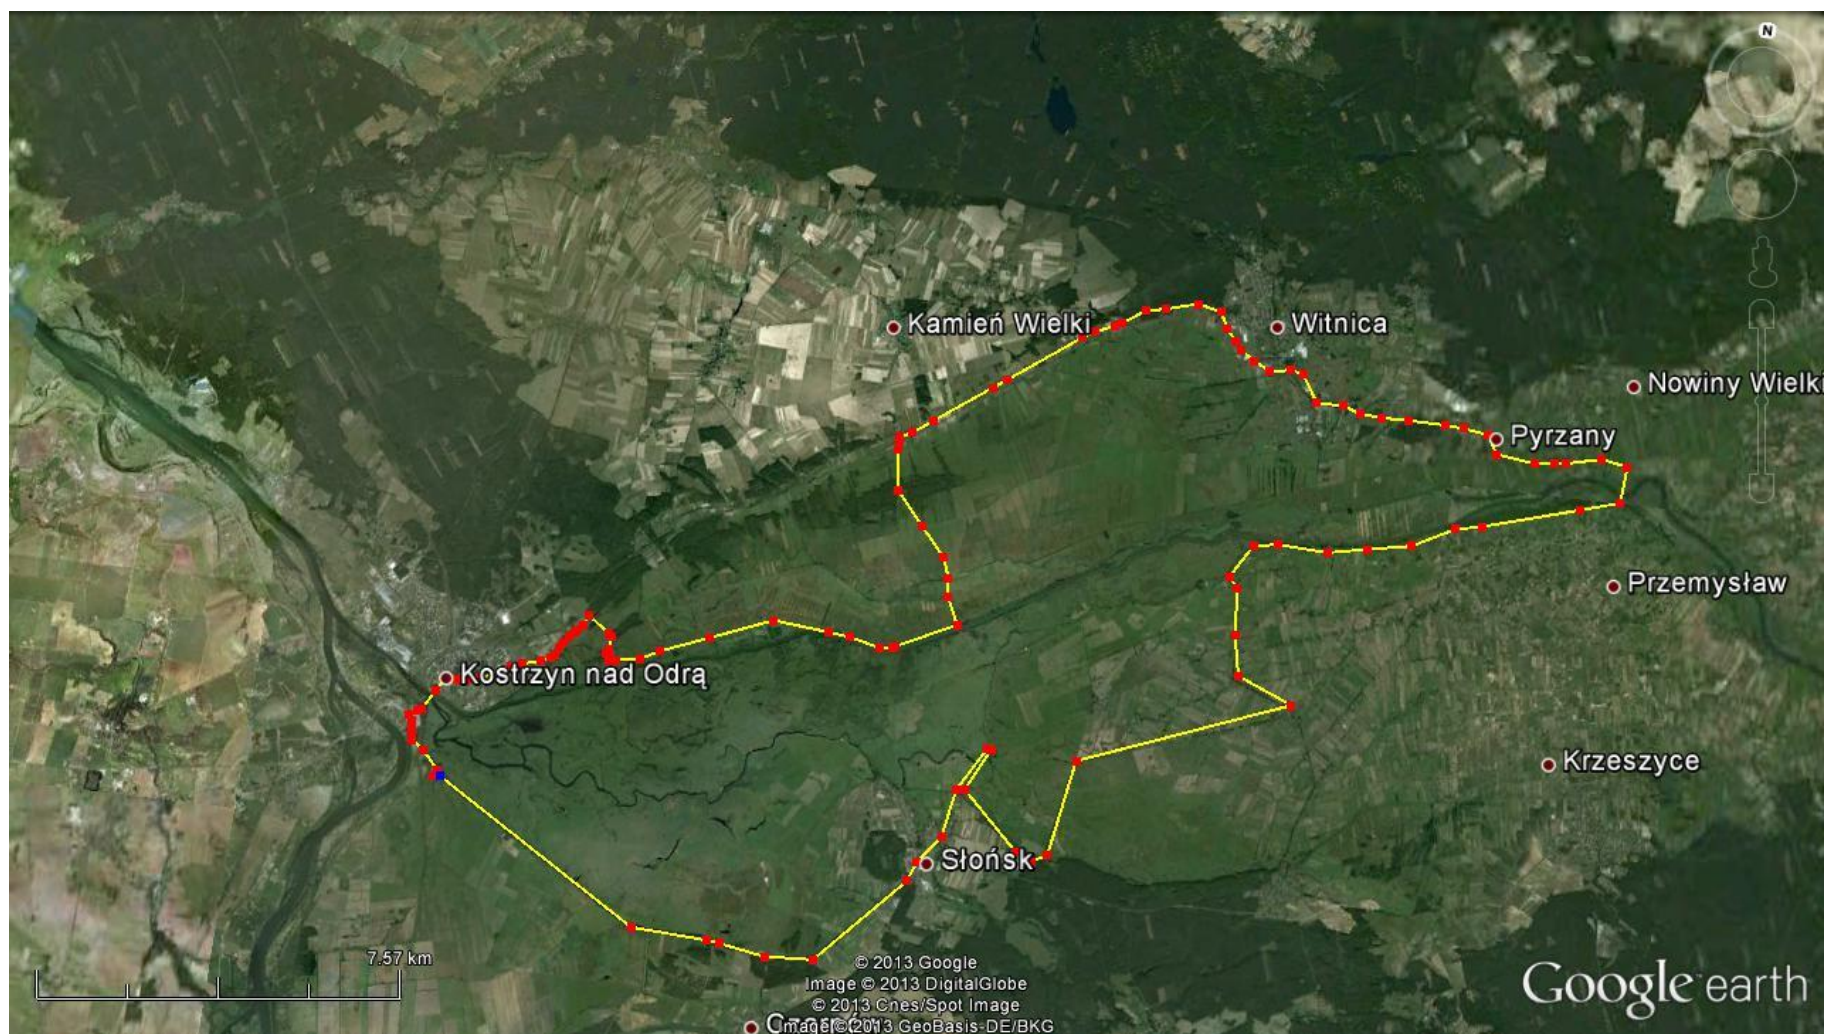 N
Kamień Wielki
Witnica
Nowiny Wielki
Pyrzany
Przemysław
Kostrzyn nad Odrą
Krzeszyce
Słońsk
7.57 km
© 2013 Google
Image © 2013 DigitalGlobe
© 2013 Cnes/Spot Image
Image © 2013 GeoBasis-DE/BKG
Google earth